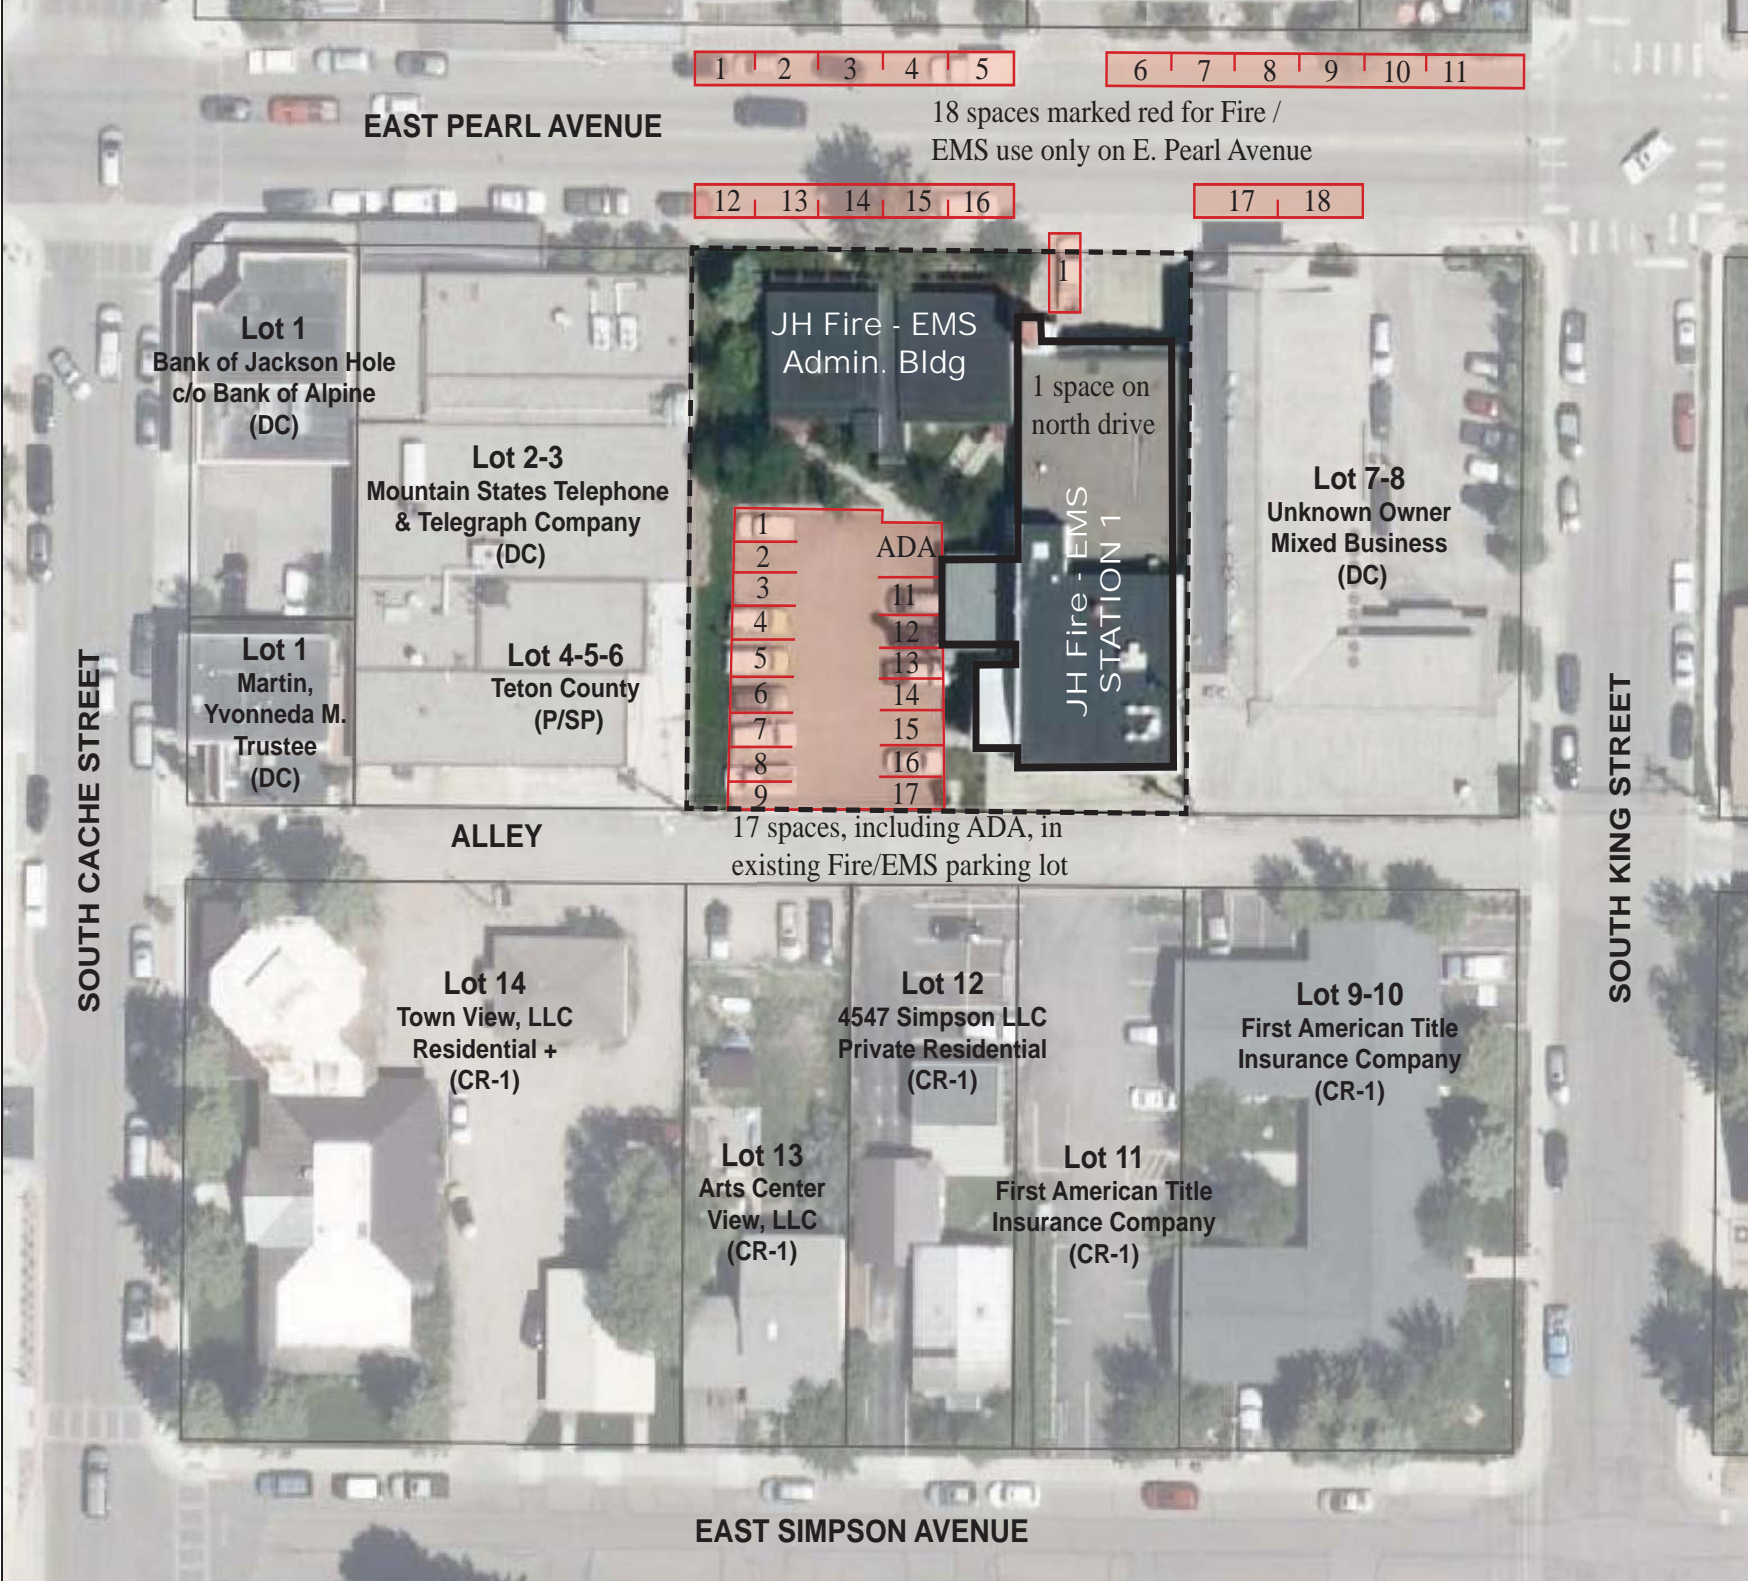 1 2 3 4 5 6 7 8 9 10 11
18 spaces marked red for Fire /
EMS use only on E. Pearl Avenue
EAST PEARL AVENUE
12 13 14 15 16 17 18
1
JH Fire - EMS
Admin. Bldg
1 space on
north drive
JH Fire - EMS
STATION 1
Lot 1
Bank of Jackson Hole
c/o Bank of Alpine
(DC)
Lot 2-3
Mountain States Telephone
& Telegraph Company
(DC)
Lot 7-8
Unknown Owner
Mixed Business
(DC)
Lot 1
Martin,
Yvonneda M.
Trustee
(DC)
Lot 4-5-6
Teton County
(P/SP)
1
2
3
4
5
6
7
8
9
ADA
11
12
13
14
15
16
17
17 spaces, including ADA, in
existing Fire/EMS parking lot
ALLEY
SOUTH CACHE STREET
SOUTH KING STREET
Lot 14
Town View, LLC
Residential +
(CR-1)
Lot 13
Arts Center
View, LLC
(CR-1)
Lot 12
4547 Simpson LLC
Private Residential
(CR-1)
Lot 11
First American Title
Insurance Company
(CR-1)
Lot 9-10
First American Title
Insurance Company
(CR-1)
EAST SIMPSON AVENUE